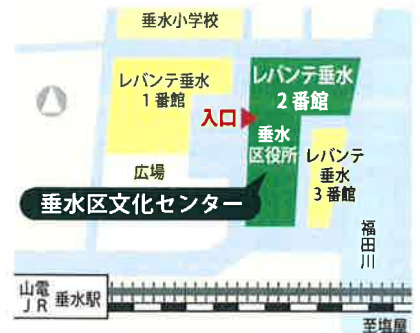 垂水小学校
レバンテ垂水
1番館
レバンテ垂水
2番館
入口
垂水
区役所
レバンテ
垂水
3番館
広場
垂水区文化センター
福田川
山電
JR
垂水駅
至塩屋